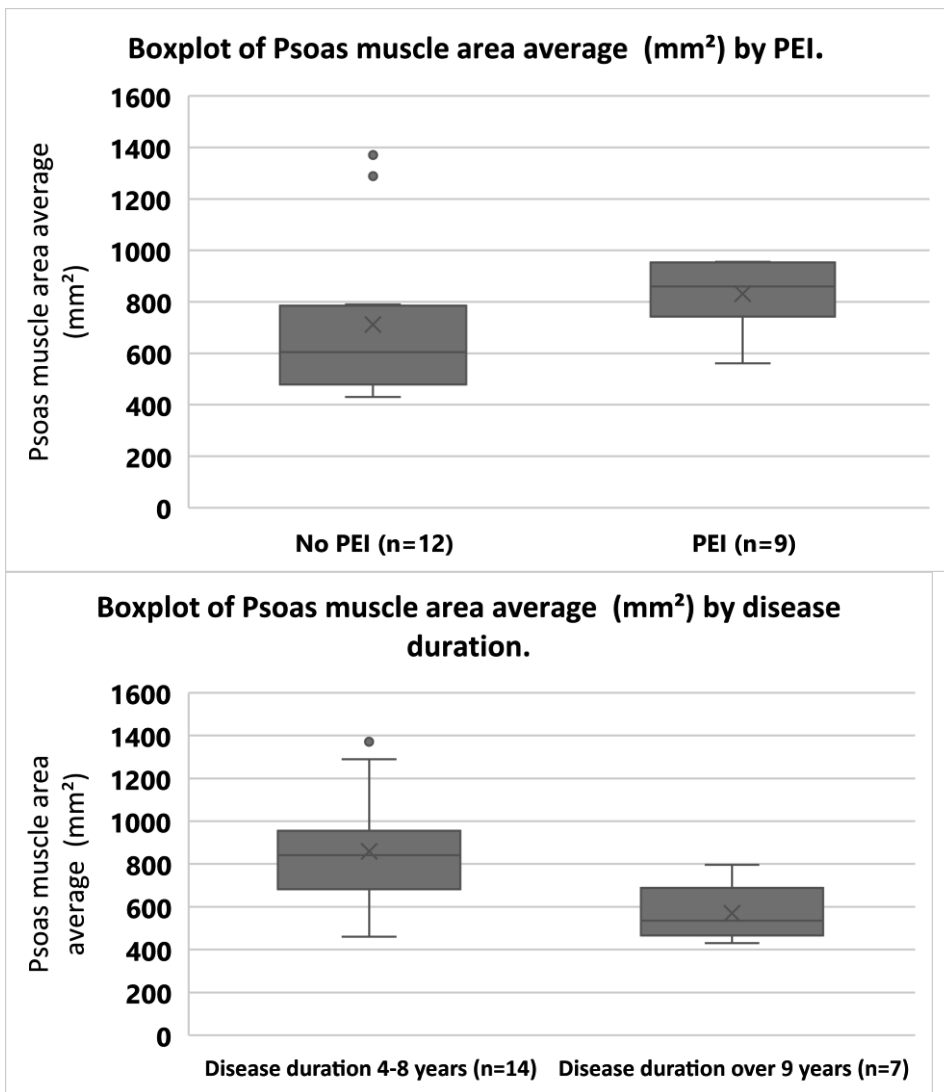 Boxplot of Psoas muscle area average (mm²) by PEI.
Psoas muscle area average
(mm²)
1600
1400
1200
1000
800
600
400
200
0
No PEI (n=12)
PEI (n=9)
Boxplot of Psoas muscle area average (mm²) by disease
duration.
Psoas muscle area
average (mm²)
1600
1400
1200
1000
800
600
400
200
0
Disease duration 4-8 years (n=14)
Disease duration over 9 years (n=7)